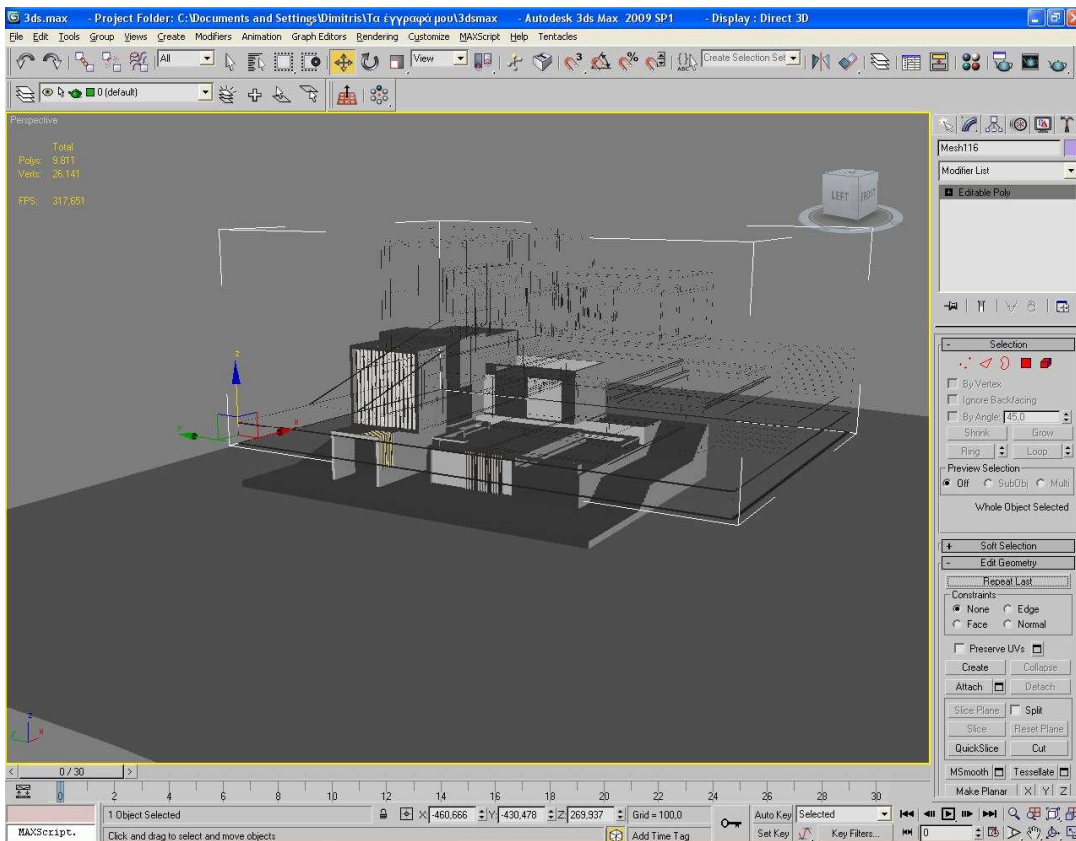 3ds.max - Project Folder: C:\Documents and Settings\Dimitris\Τα έγγραφά μου\3dsmax - Autodesk 3ds Max 2009 SP1 - Display : Direct 3D
File Edit Tools Group Views Create Modifiers Animation Graph Editors Rendering Customize MAXScript Help Tentacles
All View Create Selection Set
0 (default)
Perspective
Total
Polys: 9.811
Verts: 26.141
FPS: 317,651
LEFT FRONT
z
y x
z
y x
Mesh116
Modifier List
Editable Poly
Selection
By Vertex
Ignore Backfacing
By Angle: 45,0
Shrink Grow
Ring Loop
Preview Selection
Off SubObj Multi
Whole Object Selected
Soft Selection
Edit Geometry
Repeat Last
Constraints
None Edge
Face Normal
Preserve UVs
Create Collapse
Attach Detach
Slice Plane Split
Slice Reset Plane
QuickSlice Cut
MSmooth Tessellate
Make Planar X Y Z
0 / 30
0 2 4 6 8 10 12 14 16 18 20 22 24 26 28 30
1 Object Selected X: -460,666 Y: -430,478 Z: 269,937 Grid = 100,0 Auto Key Selected
MAXScript. Click and drag to select and move objects Add Time Tag Set Key Key Filters... 0